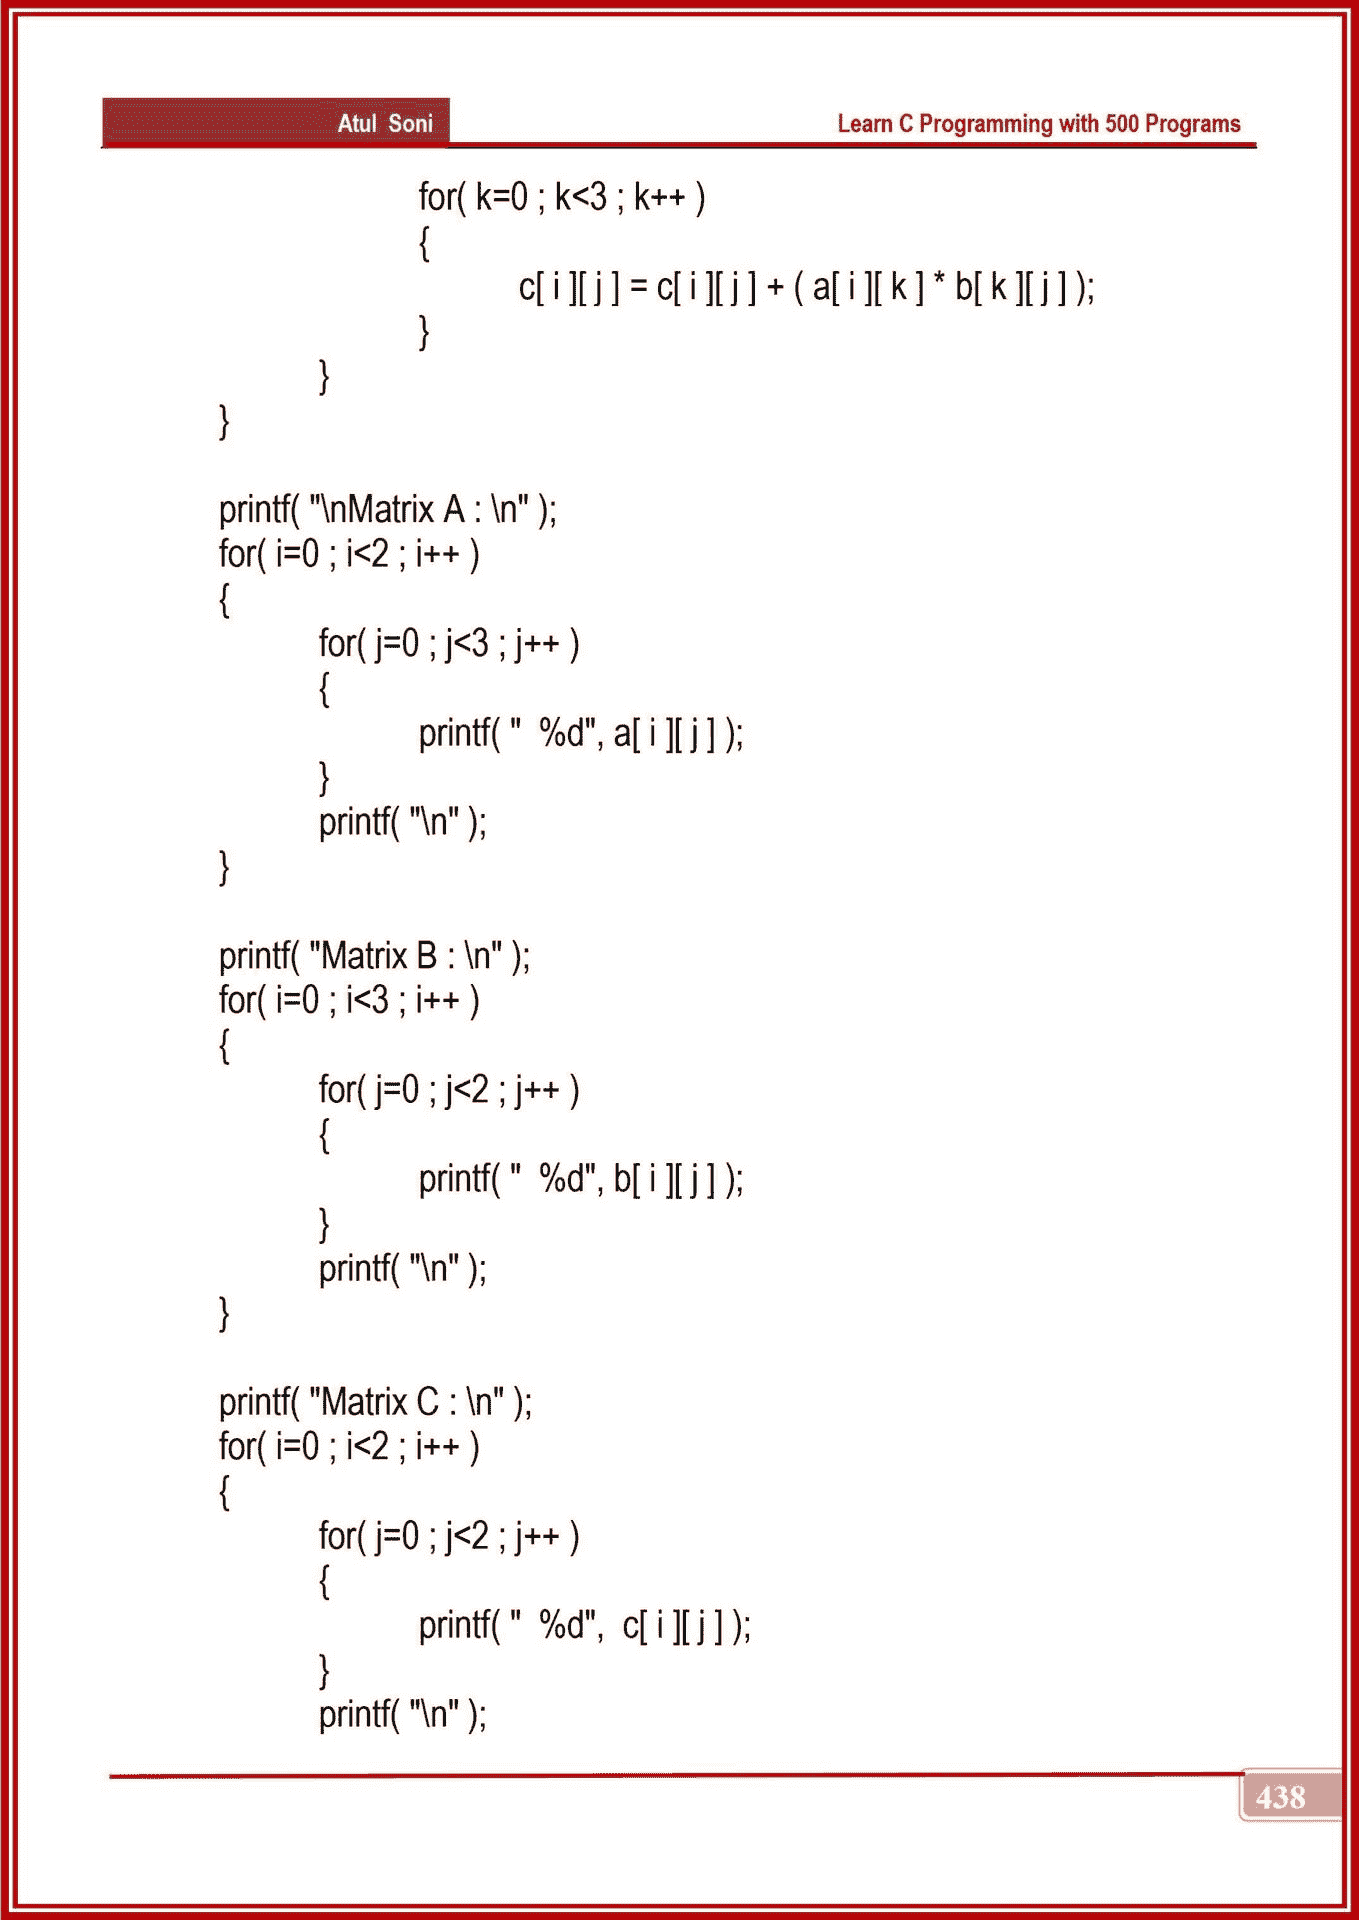 Atul Soni
Learn C Programming with 500 Programs
for( k=0 ; k<3 ; k++ )
{
c[ i ][ j ] = c[ i ][ j ] + ( a[ i ][ k ] * b[ k ][ j ] );
}
}
}
printf( "\nMatrix A : \n" );
for( i=0 ; i<2 ; i++ )
{
for( j=0 ; j<3 ; j++ )
{
printf( "  %d", a[ i ][ j ] );
}
printf( "\n" );
}
printf( "Matrix B : \n" );
for( i=0 ; i<3 ; i++ )
{
for( j=0 ; j<2 ; j++ )
{
printf( "  %d", b[ i ][ j ] );
}
printf( "\n" );
}
printf( "Matrix C : \n" );
for( i=0 ; i<2 ; i++ )
{
for( j=0 ; j<2 ; j++ )
{
printf( "  %d",  c[ i ][ j ] );
}
printf( "\n" );
438